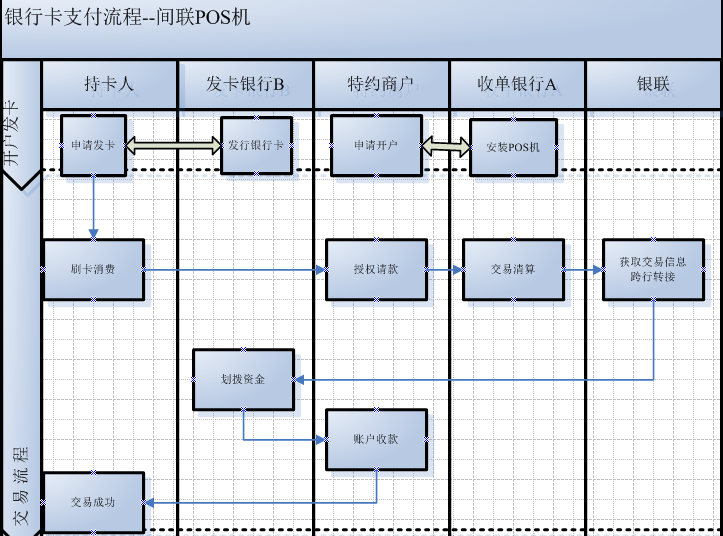 银行卡支付流程--间联POS机
持卡人
发卡银行B
特约商户
收单银行A
银联
开户发卡
申请发卡
发行银行卡
申请开户
安装POS机
刷卡消费
授权请款
交易清算
获取交易信息
跨行转接
划拨资金
账户收款
交易流程
交易成功